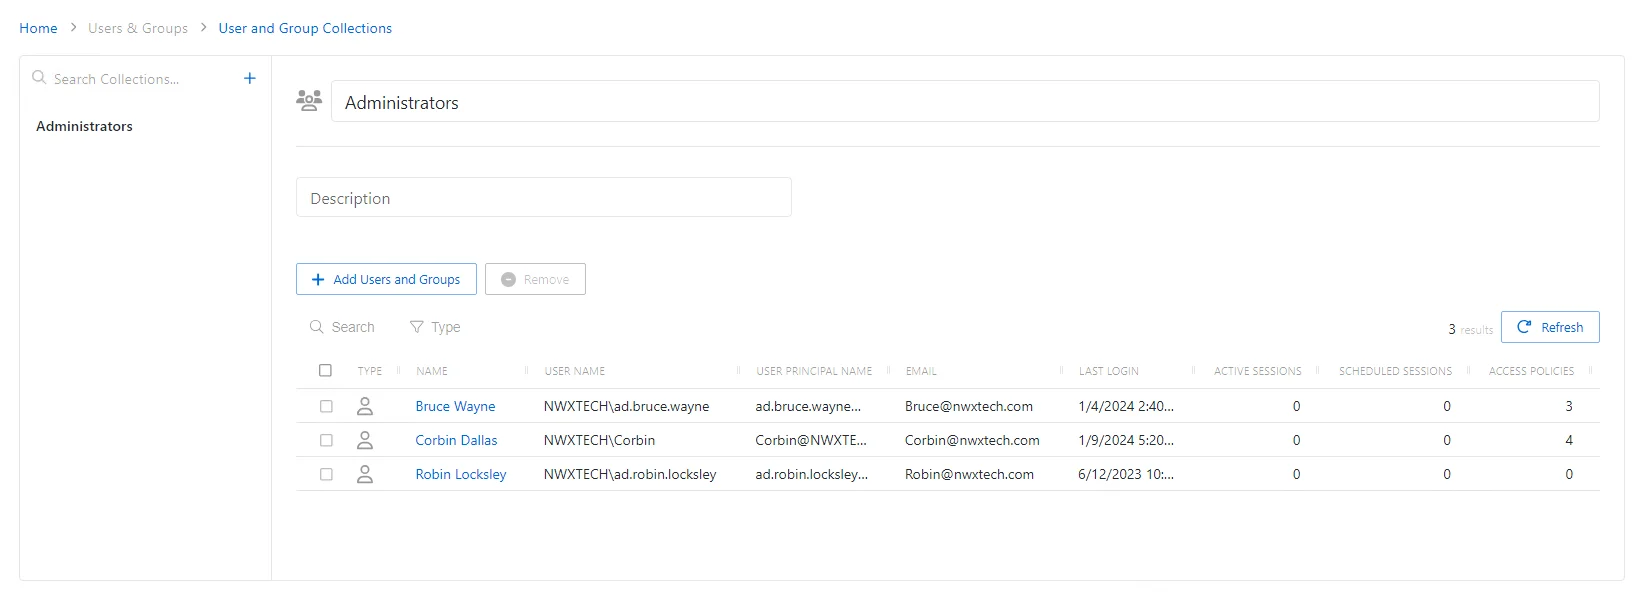 Home > Users & Groups > User and Group Collections
Search Collections...
Administrators
Administrators
Description
Add Users and Groups Remove
Search Type 3 results Refresh
TYPE NAME USER NAME USER PRINCIPAL NAME EMAIL LAST LOGIN ACTIVE SESSIONS SCHEDULED SESSIONS ACCESS POLICIES
Bruce Wayne NWXTECH\ad.bruce.wayne ad.bruce.wayne... Bruce@nwxtech.com 1/4/2024 2:40... 0 0 3
Corbin Dallas NWXTECH\Corbin Corbin@NWXTE... Corbin@nwxtech.com 1/9/2024 5:20... 0 0 4
Robin Locksley NWXTECH\ad.robin.locksley ad.robin.locksley... Robin@nwxtech.com 6/12/2023 10:... 0 0 0